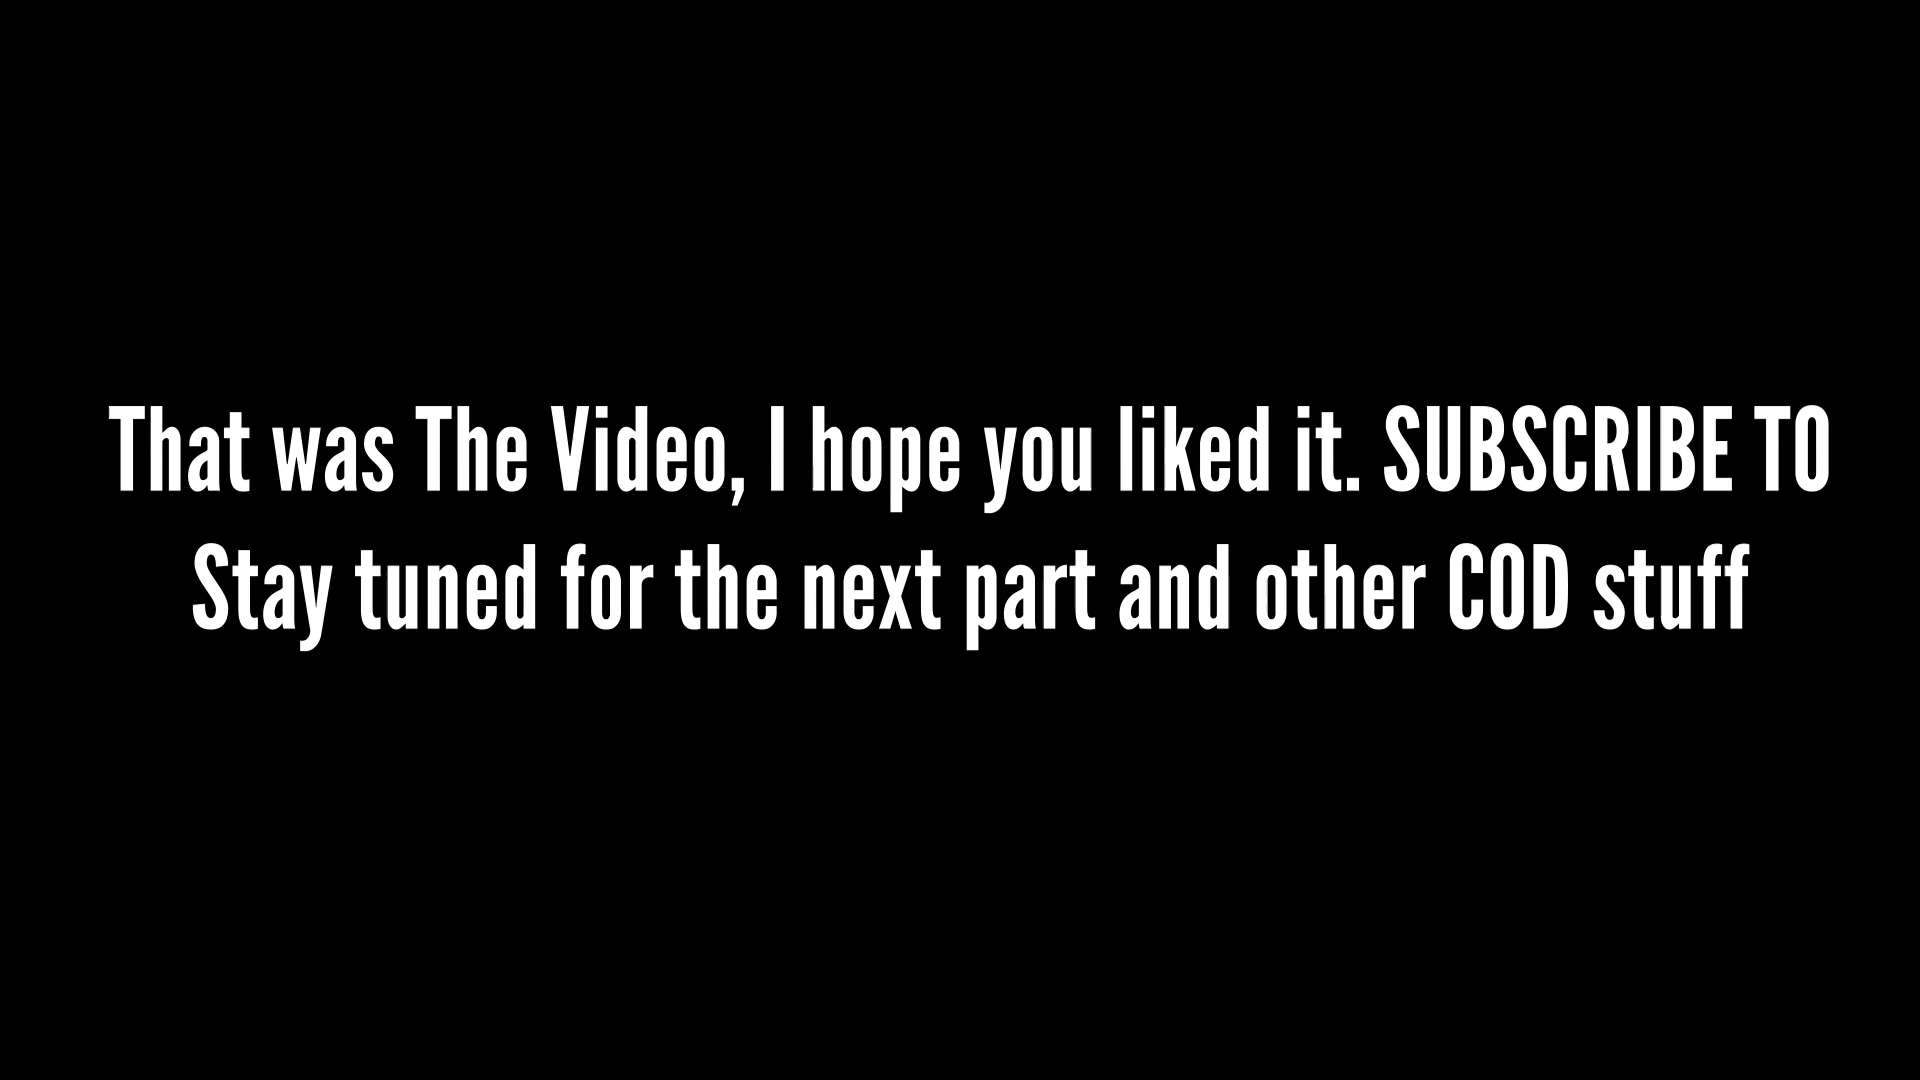 That was The Video, I hope you liked it. SUBSCRIBE TO
Stay tuned for the next part and other COD stuff